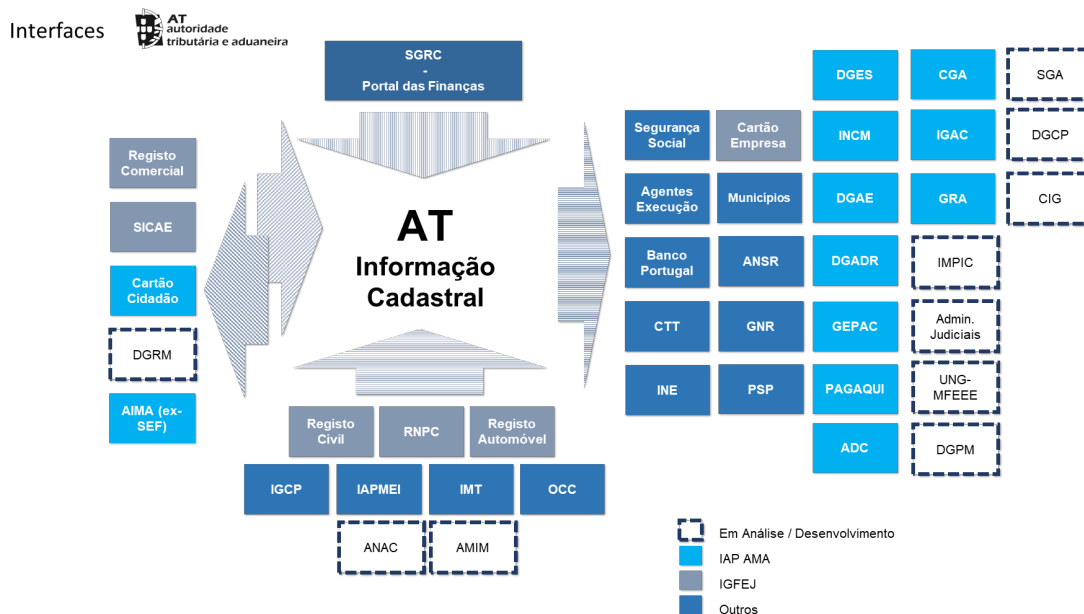 Interfaces
AT
autoridade
tributária e aduaneira
SGRC
-
Portal das Finanças
Registo
Comercial
SICAE
Cartão
Cidadão
DGRM
AIMA (ex-
SEF)
AT
Informação
Cadastral
Registo
Civil
RNPC
Registo
Automóvel
IGCP
IAPMEI
IMT
OCC
ANAC
AMIM
Segurança
Social
Cartão
Empresa
Agentes
Execução
Municípios
Banco
Portugal
ANSR
CTT
GNR
INE
PSP
DGES
CGA
SGA
INCM
IGAC
DGCP
DGAE
GRA
CIG
DGADR
IMPIC
GEPAC
Admin.
Judiciais
PAGAQUI
UNG-
MFEEE
ADC
DGPM
Em Análise / Desenvolvimento
IAP AMA
IGFEJ
Outros